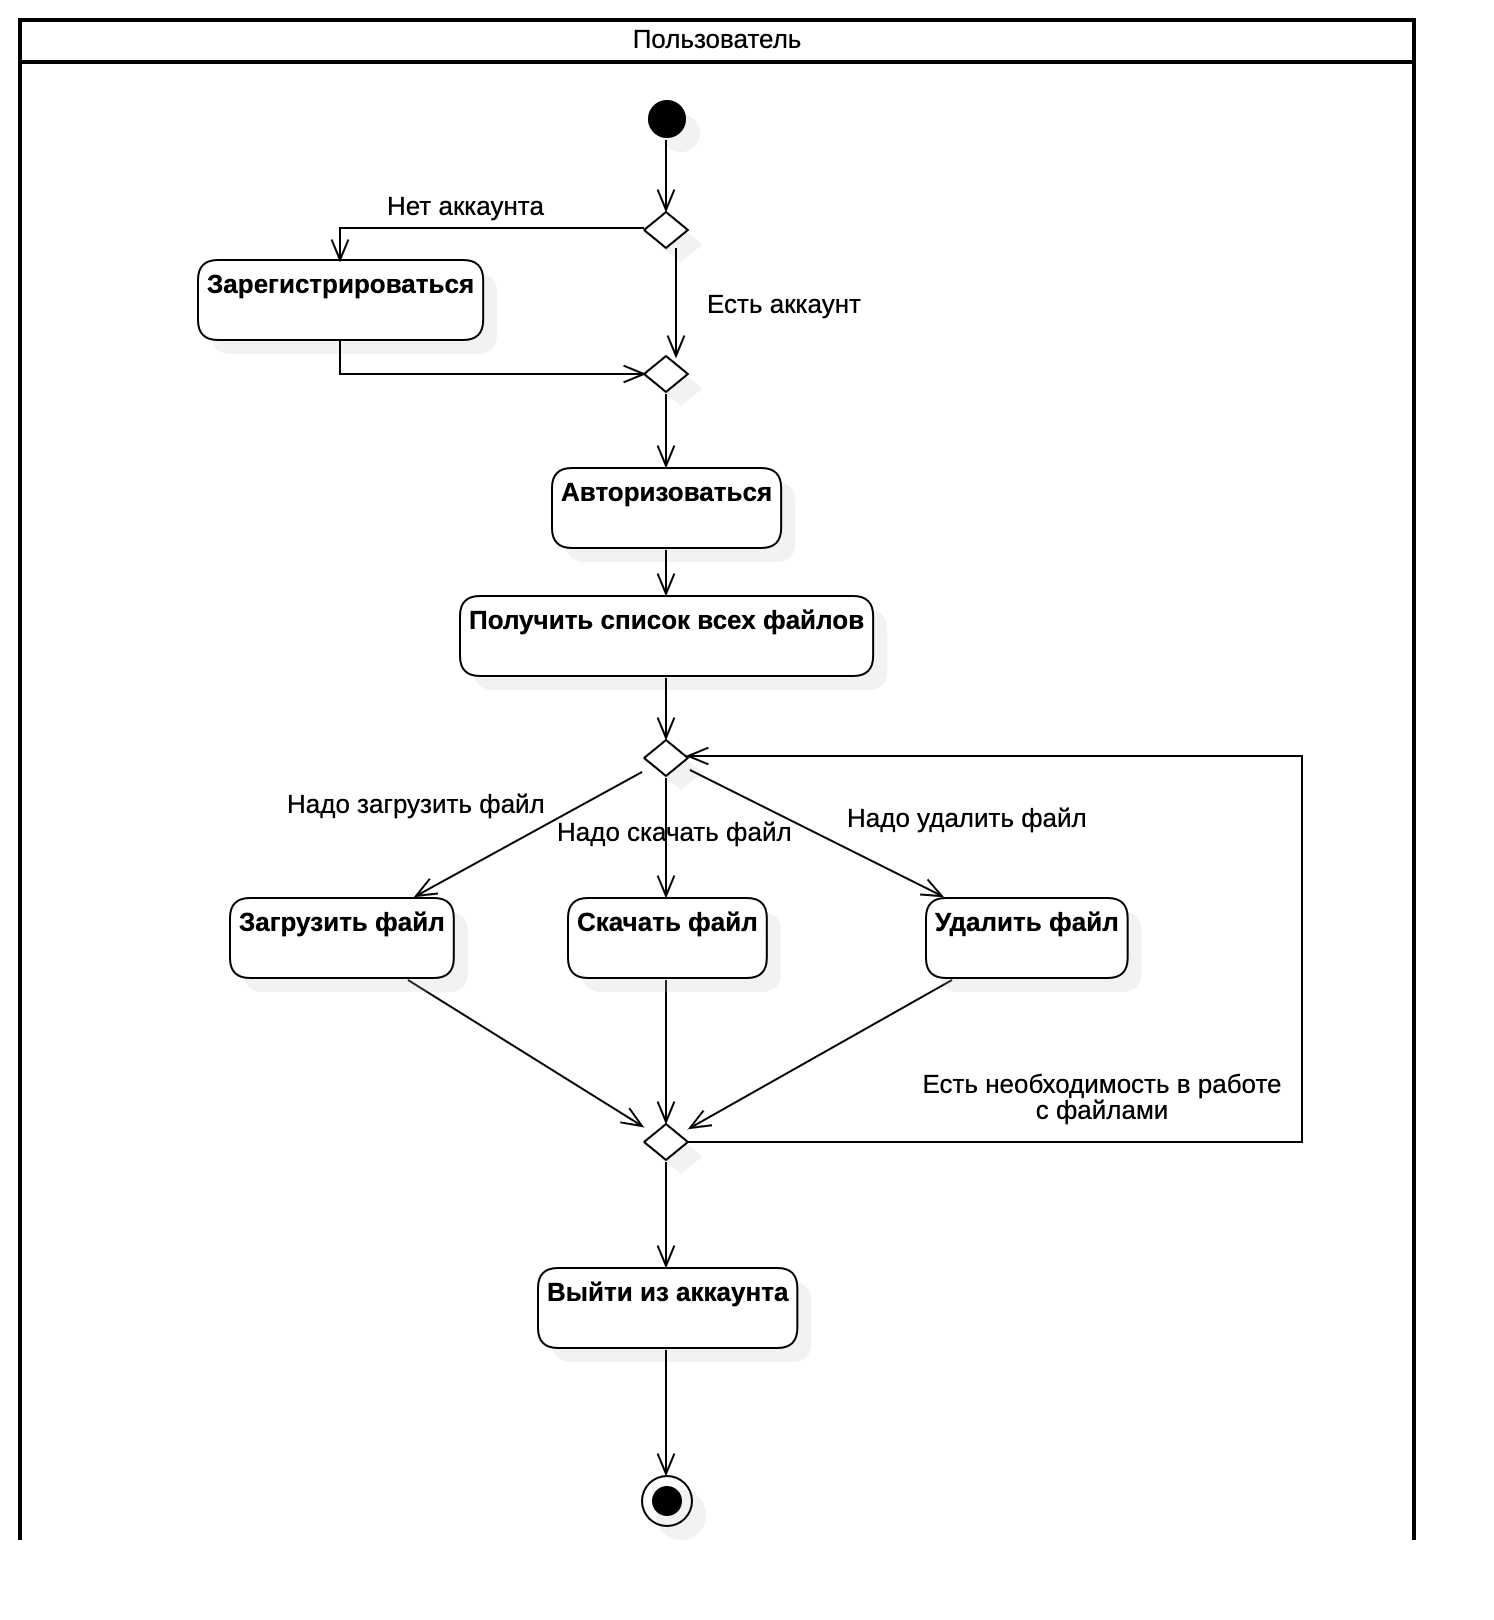 Пользователь
Нет аккаунта
Зарегистрироваться
Есть аккаунт
Авторизоваться
Получить список всех файлов
Надо загрузить файл
Надо скачать файл
Надо удалить файл
Загрузить файл
Скачать файл
Удалить файл
Есть необходимость в работе
с файлами
Выйти из аккаунта